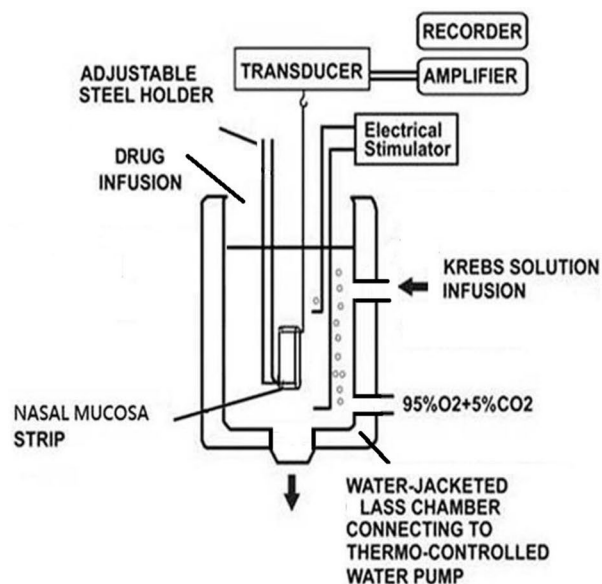 RECORDER
TRANSDUCER
AMPLIFIER
ADJUSTABLE
STEEL HOLDER
Electrical
Stimulator
DRUG
INFUSION
KREBS SOLUTION
INFUSION
95%O2+5%CO2
NASAL MUCOSA
STRIP
WATER-JACKETED
LASS CHAMBER
CONNECTING TO
THERMO-CONTROLLED
WATER PUMP